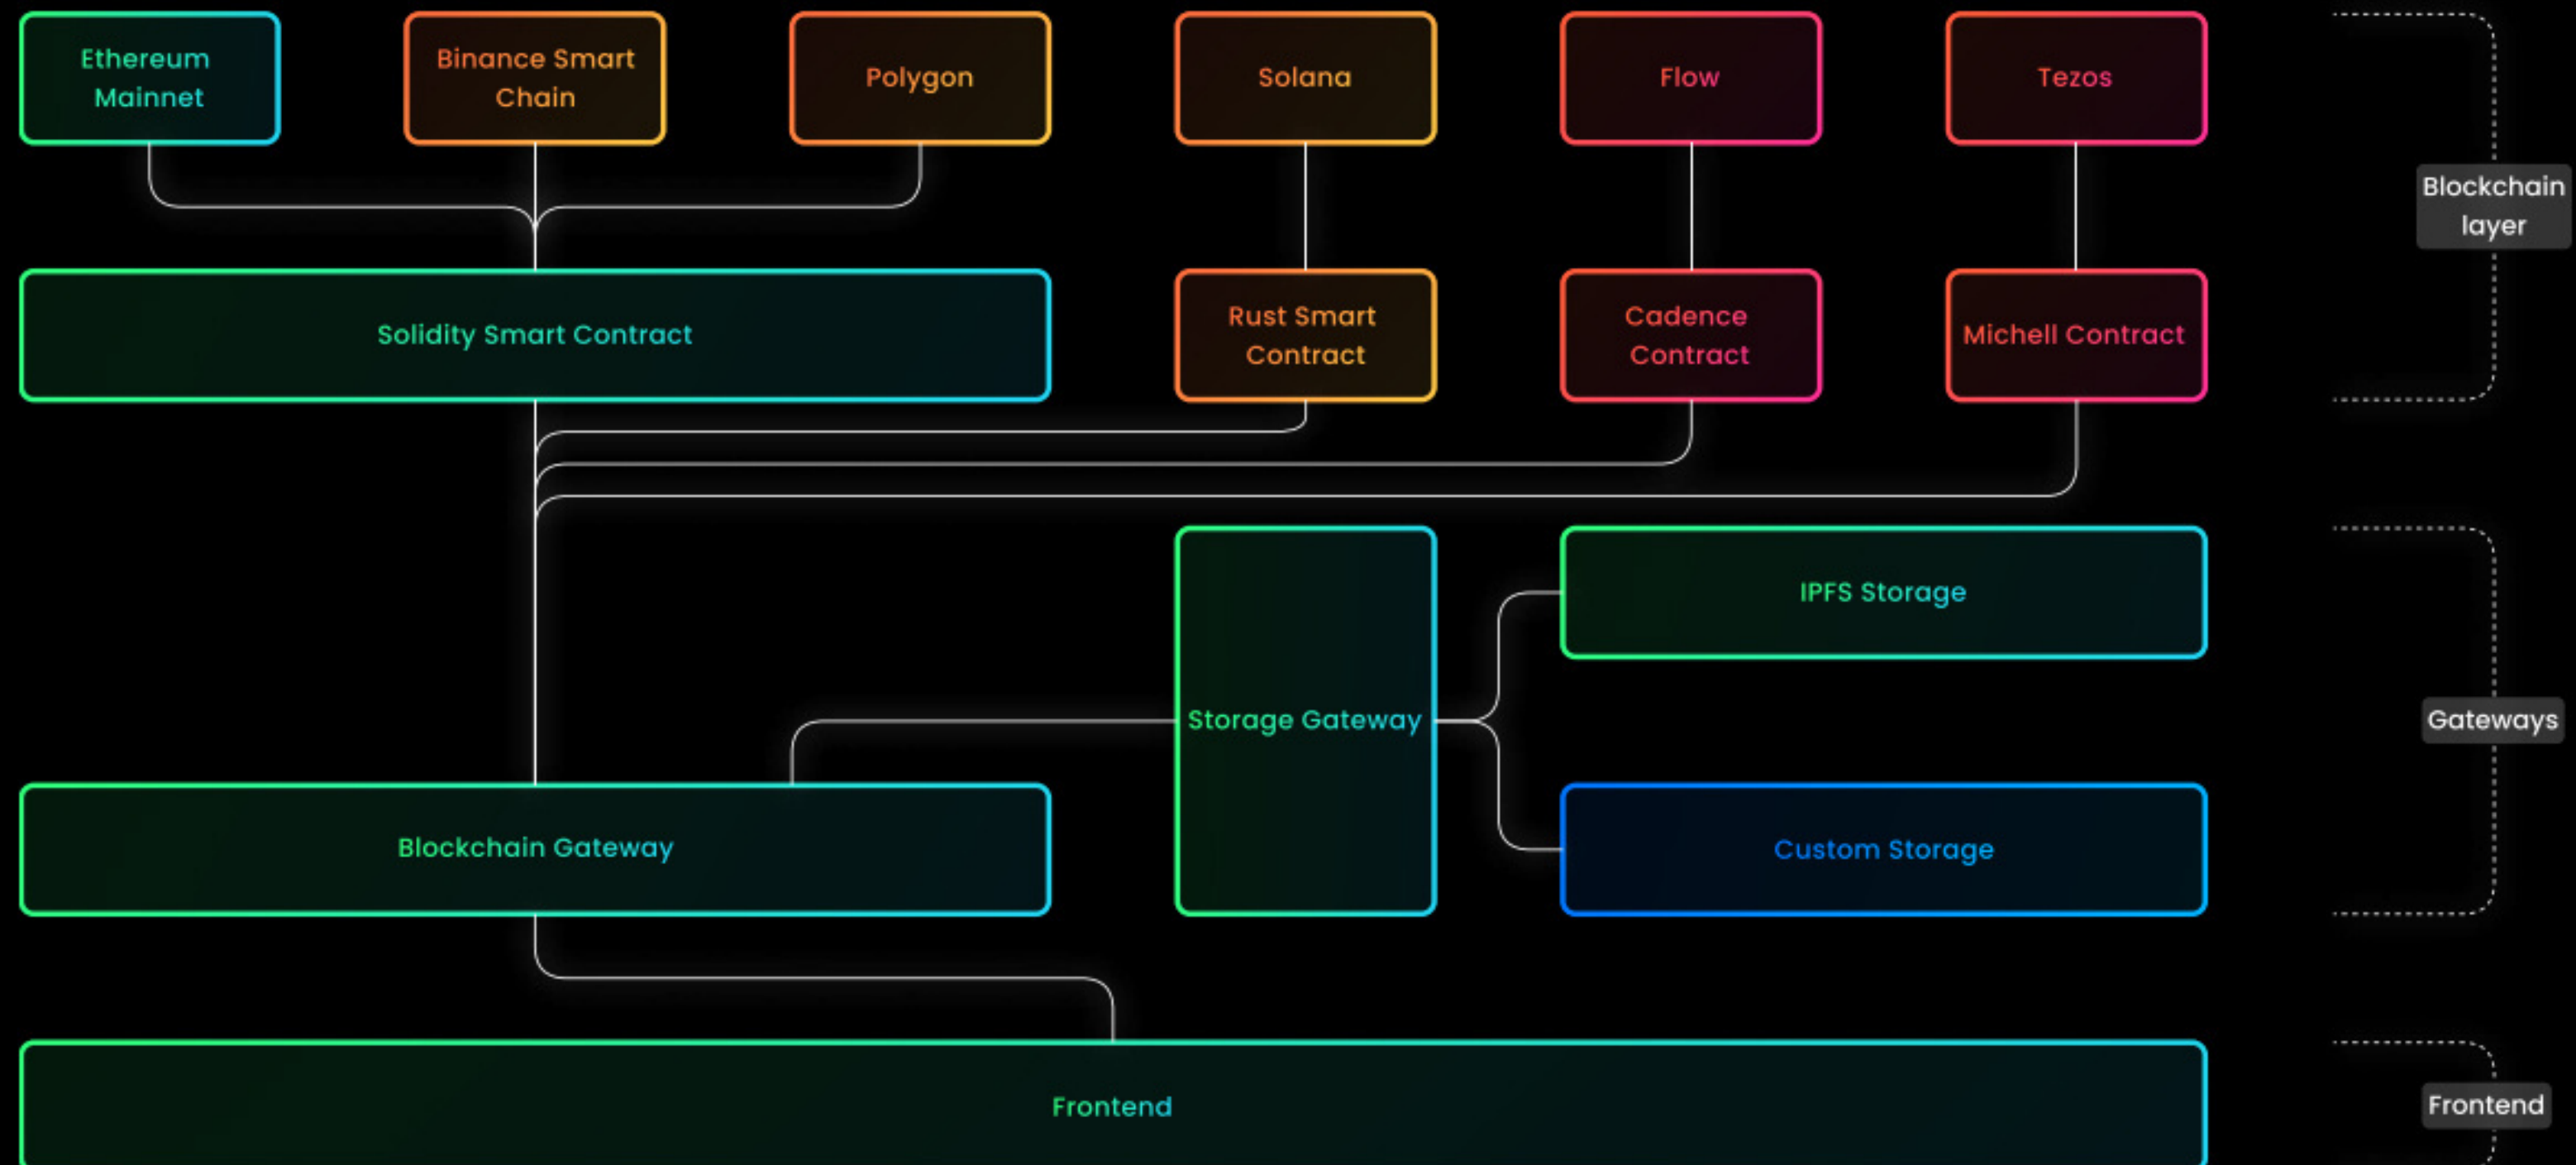 Ethereum
Mainnet
Binance Smart
Chain
Polygon
Solana
Flow
Tezos
Blockchain
layer
Solidity Smart Contract
Rust Smart
Contract
Cadence
Contract
Michell Contract
IPFS Storage
Storage Gateway
Gateways
Blockchain Gateway
Custom Storage
Frontend
Frontend